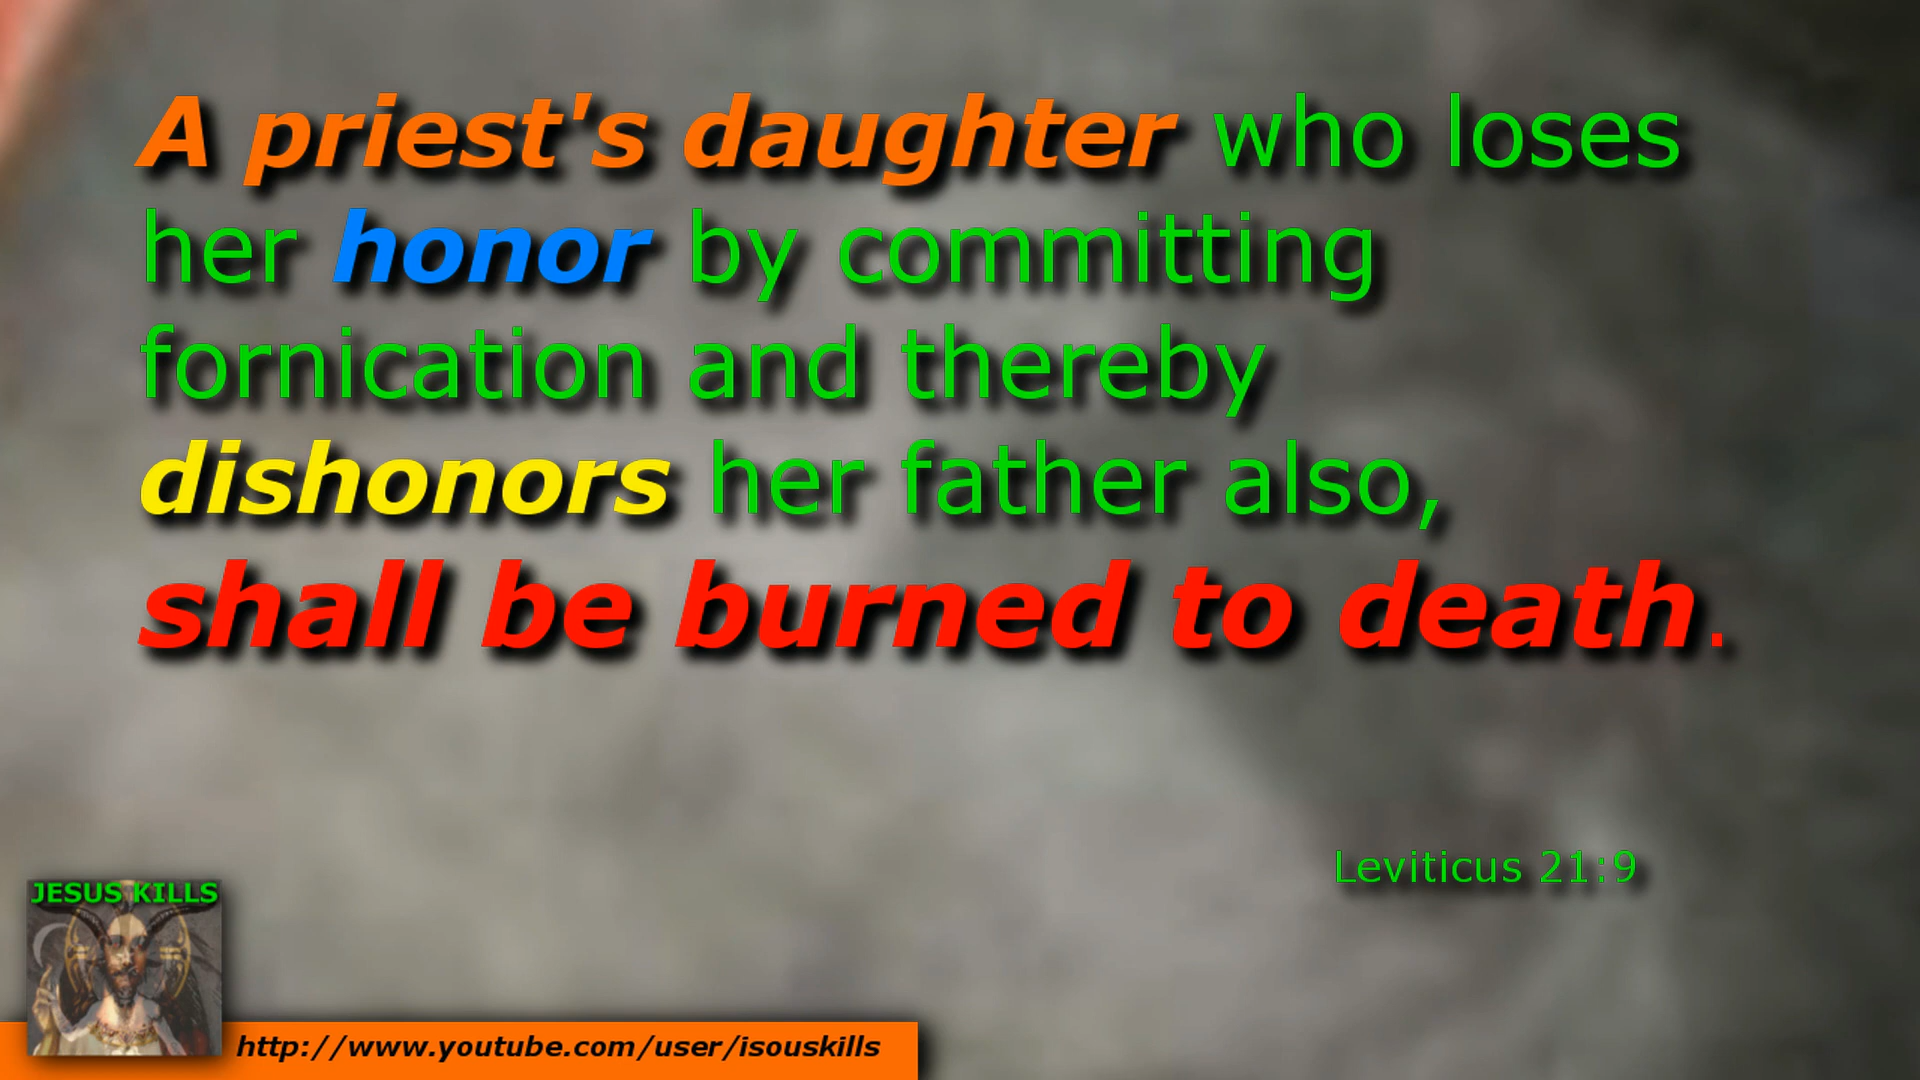 A priest's daughter who loses
her honor by committing
fornication and thereby
dishonors her father also,
shall be burned to death.
Leviticus 21:9
JESUS KILLS
http://www.youtube.com/user/isouskills